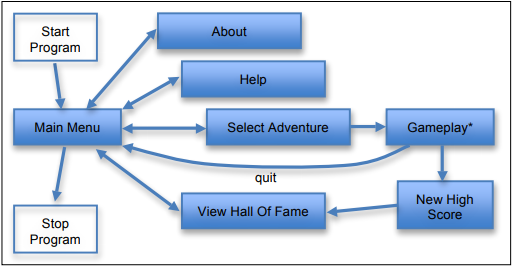 Start
Program
About
Help
Main Menu
Select Adventure
Gameplay*
quit
Stop
Program
View Hall Of Fame
New High
Score